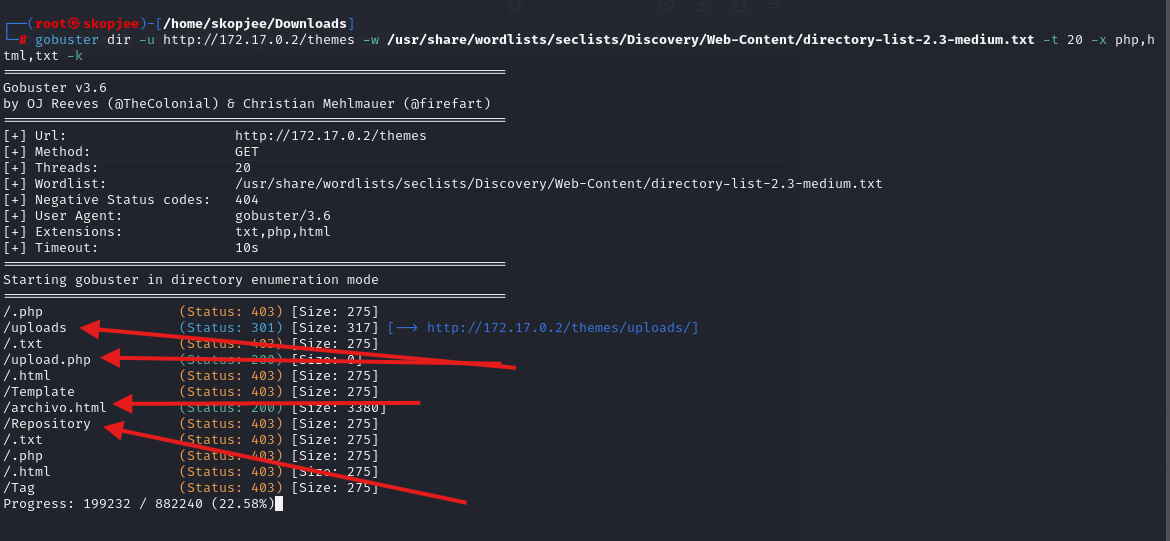 ┌──(root㉿skopjee)-[/home/skopjee/Downloads]
└─# gobuster dir -u http://172.17.0.2/themes -w /usr/share/wordlists/seclists/Discovery/Web-Content/directory-list-2.3-medium.txt -t 20 -x php,h
tml,txt -k
===============================================================
Gobuster v3.6
by OJ Reeves (@TheColonial) & Christian Mehlmauer (@firefart)
===============================================================
[+] Url:                     http://172.17.0.2/themes
[+] Method:                  GET
[+] Threads:                 20
[+] Wordlist:                /usr/share/wordlists/seclists/Discovery/Web-Content/directory-list-2.3-medium.txt
[+] Negative Status codes:   404
[+] User Agent:              gobuster/3.6
[+] Extensions:              txt,php,html
[+] Timeout:                 10s
===============================================================
Starting gobuster in directory enumeration mode
===============================================================
/.php                 (Status: 403) [Size: 275]
/uploads              (Status: 301) [Size: 317] [--> http://172.17.0.2/themes/uploads/]
/.txt                 (Status: 403) [Size: 275]
/upload.php           (Status: 200) [Size: 0]
/.html                (Status: 403) [Size: 275]
/Template             (Status: 403) [Size: 275]
/archivo.html         (Status: 200) [Size: 3380]
/Repository           (Status: 403) [Size: 275]
/.txt                 (Status: 403) [Size: 275]
/.php                 (Status: 403) [Size: 275]
/.html                (Status: 403) [Size: 275]
/Tag                  (Status: 403) [Size: 275]
Progress: 199232 / 882240 (22.58%)